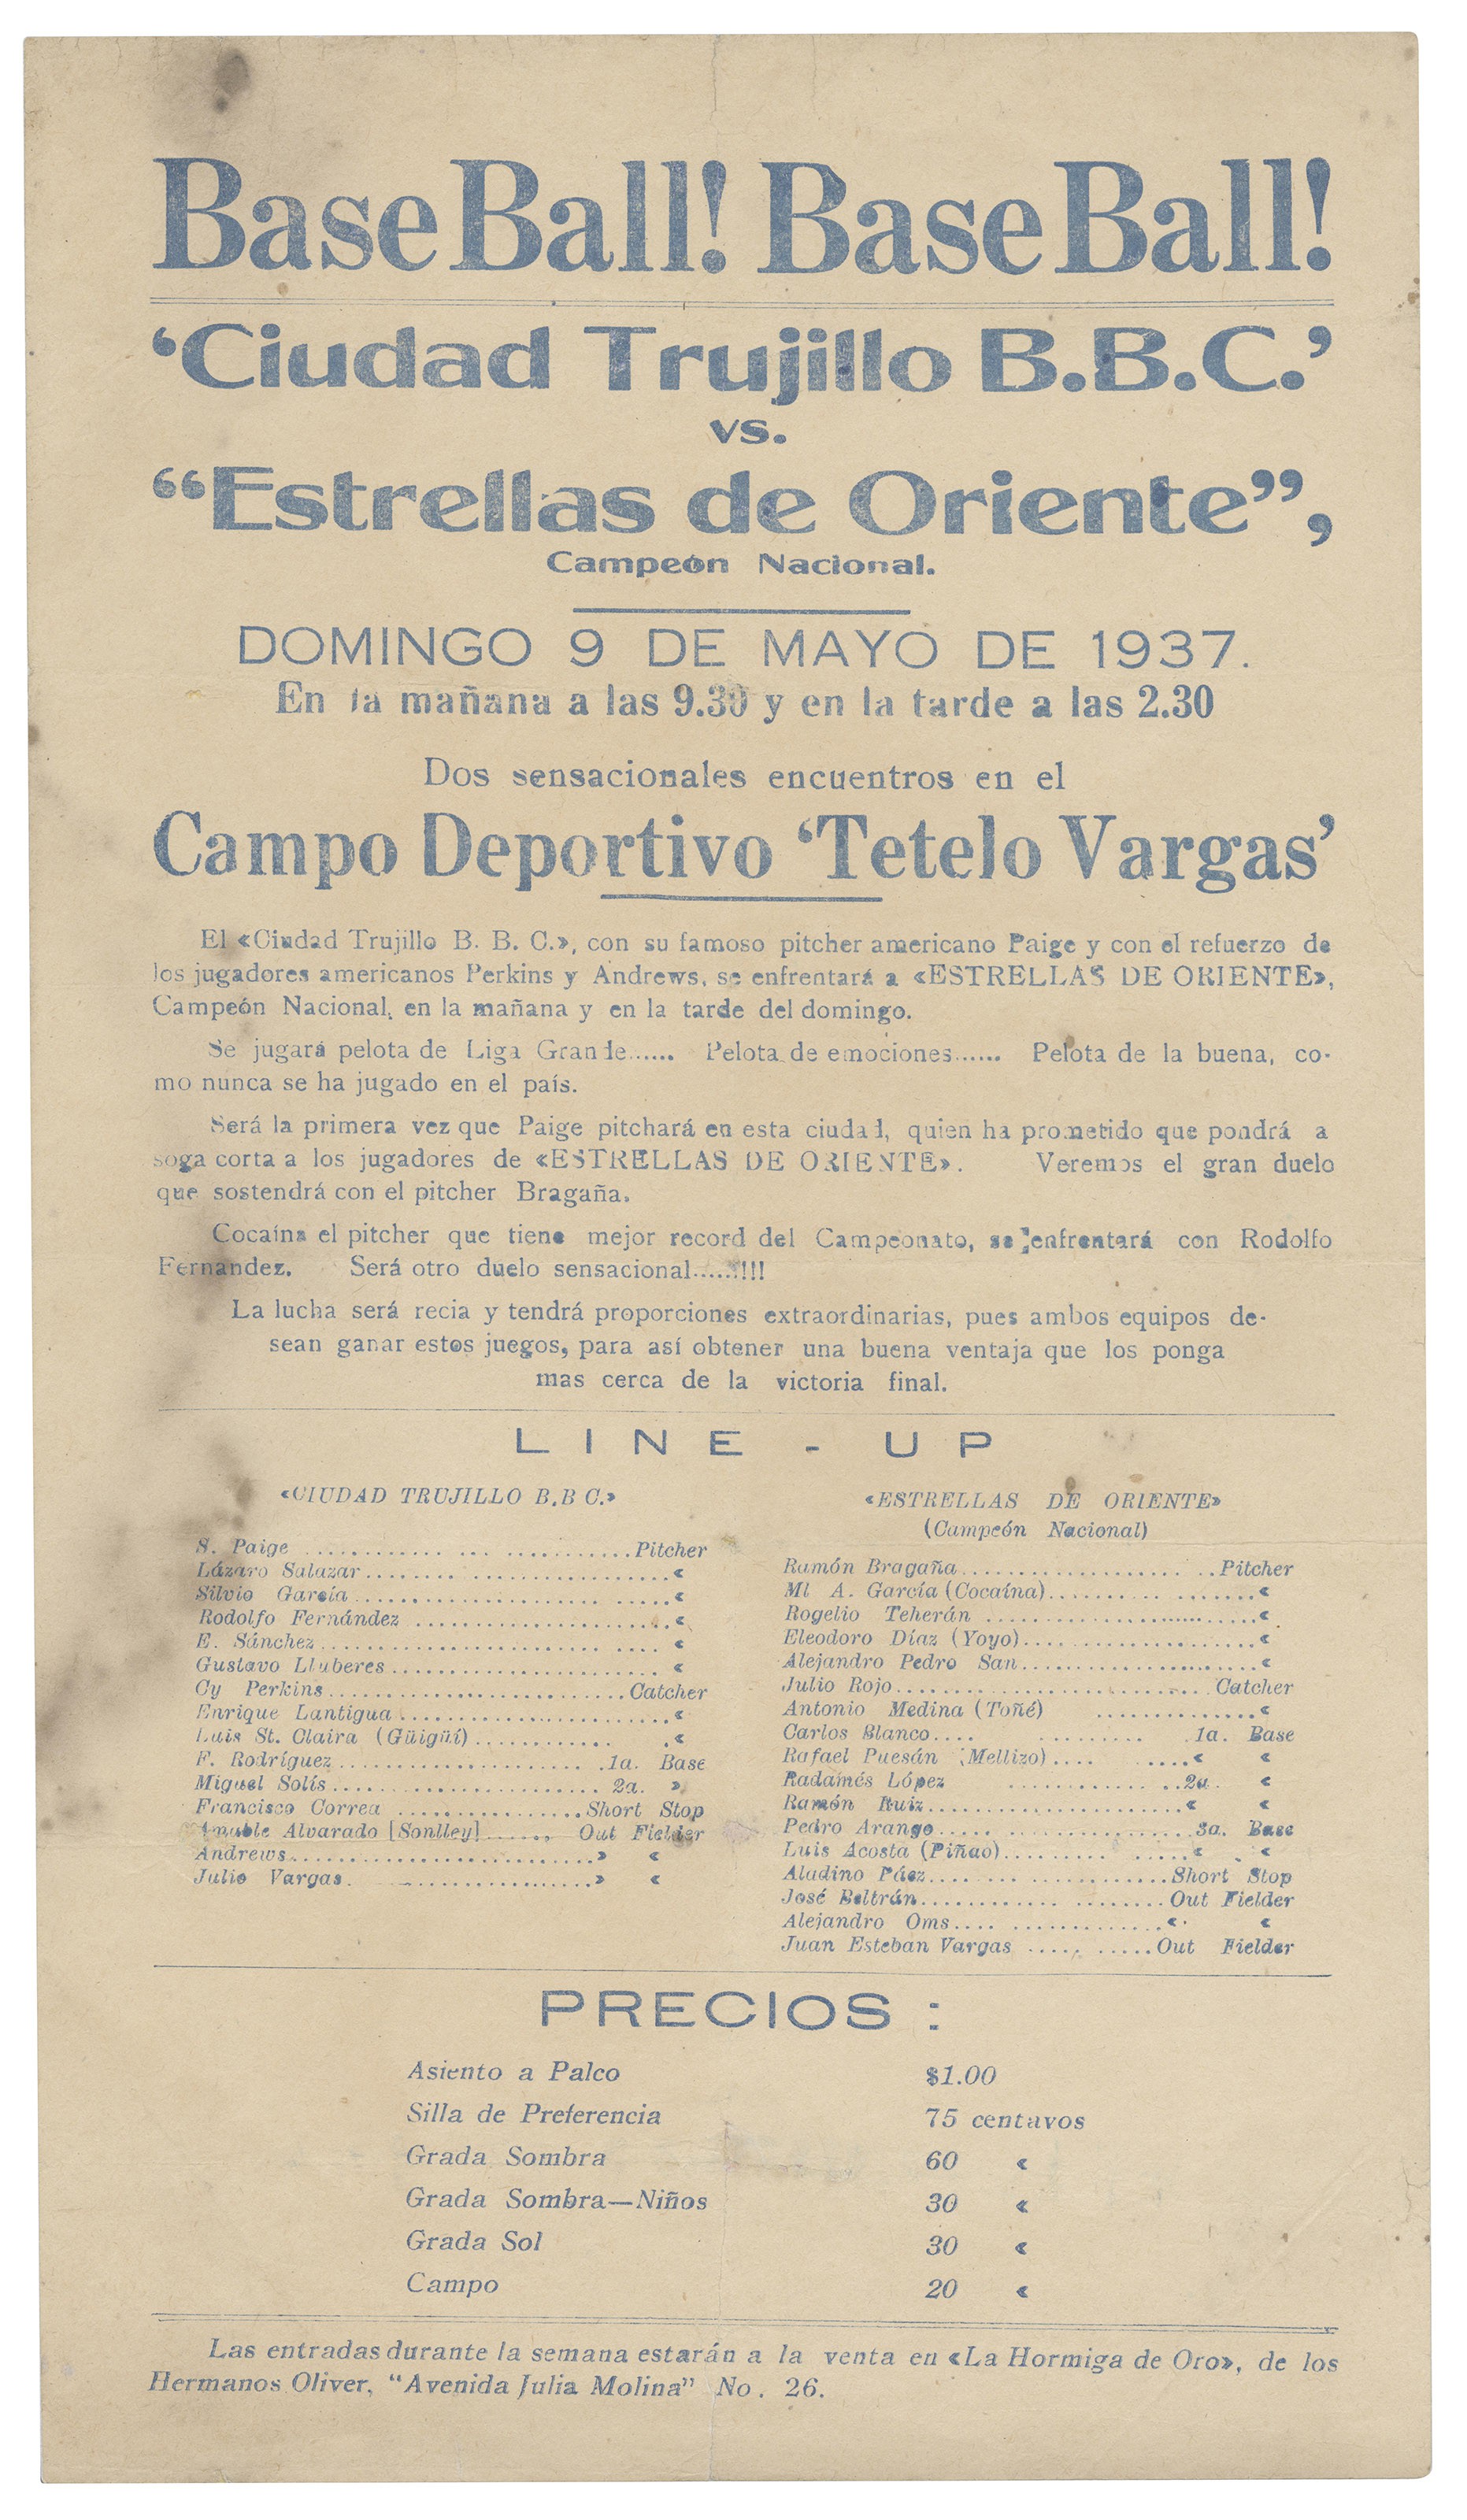 Base Ball! Base Ball!
‘Ciudad Trujillo B.B.C.’
vs.
“Estrellas de Oriente”,
Campeón Nacional.
DOMINGO 9 DE MAYO DE 1937.
En la mañana a las 9.30 y en la tarde a las 2.30
Dos sensacionales encuentros en el
Campo Deportivo ‘Tetelo Vargas’
El «Ciudad Trujillo B. B. C.», con su famoso pitcher americano Paige y con el refuerzo de
los jugadores americanos Perkins y Andrews, se enfrentará a «ESTRELLAS DE ORIENTE»,
Campeón Nacional, en la mañana y en la tarde del domingo.
Se jugará pelota de Liga Grande...... Pelota de emociones...... Pelota de la buena, co-
mo nunca se ha jugado en el país.
Será la primera vez que Paige pitchará en esta ciudad, quien ha prometido que pondrá a
soga corta a los jugadores de «ESTRELLAS DE ORIENTE». Veremos el gran duelo
que sostendrá con el pitcher Bragaña.
Cocaína el pitcher que tiene mejor record del Campeonato, se enfrentará con Rodolfo
Fernandez. Será otro duelo sensacional......!!!!
La lucha será recia y tendrá proporciones extraordinarias, pues ambos equipos de-
sean ganar estos juegos, para así obtener una buena ventaja que los ponga
mas cerca de la victoria final.
LINE - UP
«CIUDAD TRUJILLO B.B C.»
S. Paige ........................Pitcher
Lázaro Salazar........................«
Silvio García........................«
Rodolfo Fernández ........................«
E. Sánchez........................ «
Gustavo Lluberes........................ «
Cy Perkins........................Catcher
Enrique Lantigua........................«
Luis St. Claira (Güigüí)............ .«
F. Rodríguez........................1a. Base
Miguel Solís........................ 2a. »
Francisco Correa ................Short Stop
Amable Alvarado [Sonlley]......, Out Fielder
Andrews........................» «
Julio Vargas. ....................» «
«ESTRELLAS DE ORIENTE»
(Campeón Nacional)
Ramón Bragaña.................... ..Pitcher
Ml A. García (Cocaína)........... .......«
Rogelio Teherán ........................«
Eleodoro Díaz (Yoyo)........................«
Alejandro Pedro San........................«
Julio Rojo........................Catcher
Antonio Medina (Toñé) ..............«
Carlos Blanco.... ......... 1a. Base
Rafael Puesán (Mellizo).... .....« «
Radamés López ............ ..2a. «
Ramón Ruiz........................« «
Pedro Arango..... ................3a. Base
Luis Acosta (Piñao)......... .....« «
Aladino Páez........................Short Stop
José Beltrán............ ........Out Fielder
Alejandro Oms.... .............« «
Juan Esteban Vargas ..... .....Out Fielder
PRECIOS :
Asiento a Palco $1.00
Silla de Preferencia 75 centavos
Grada Sombra 60 «
Grada Sombra—Niños 30 «
Grada Sol 30 «
Campo 20 «
Las entradas durante la semana estarán a la venta en «La Hormiga de Oro», de los
Hermanos Oliver, “Avenida Julia Molina” No. 26.